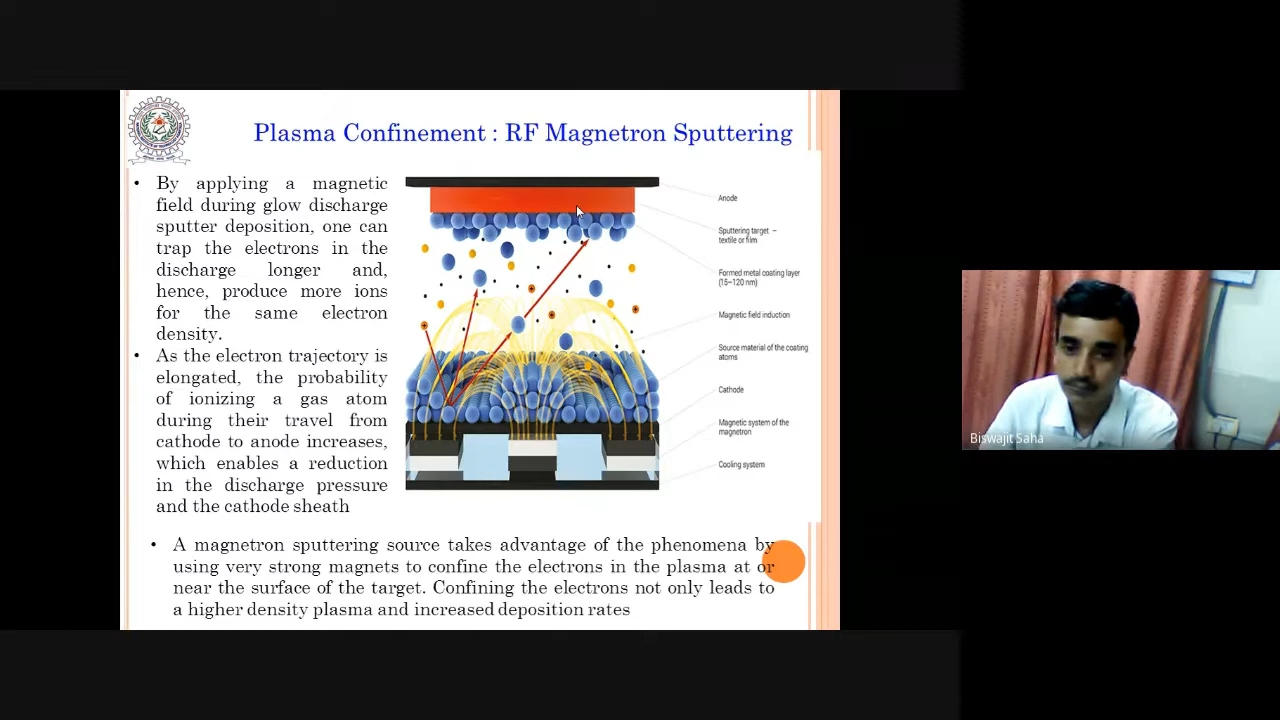 Plasma Confinement : RF Magnetron Sputtering
• By applying a magnetic
field during glow discharge
sputter deposition, one can
trap the electrons in the
discharge longer and,
hence, produce more ions
for the same electron
density.
• As the electron trajectory is
elongated, the probability
of ionizing a gas atom
during their travel from
cathode to anode increases,
which enables a reduction
in the discharge pressure
and the cathode sheath
Anode
Sputtering target –
textile or film
Formed metal coating layer
(15–120 nm)
Magnetic field induction
Source material of the coating
atoms
Cathode
Magnetic system of the
magnetron
Cooling system
• A magnetron sputtering source takes advantage of the phenomena by
using very strong magnets to confine the electrons in the plasma at or
near the surface of the target. Confining the electrons not only leads to
a higher density plasma and increased deposition rates
Biswajit Saha